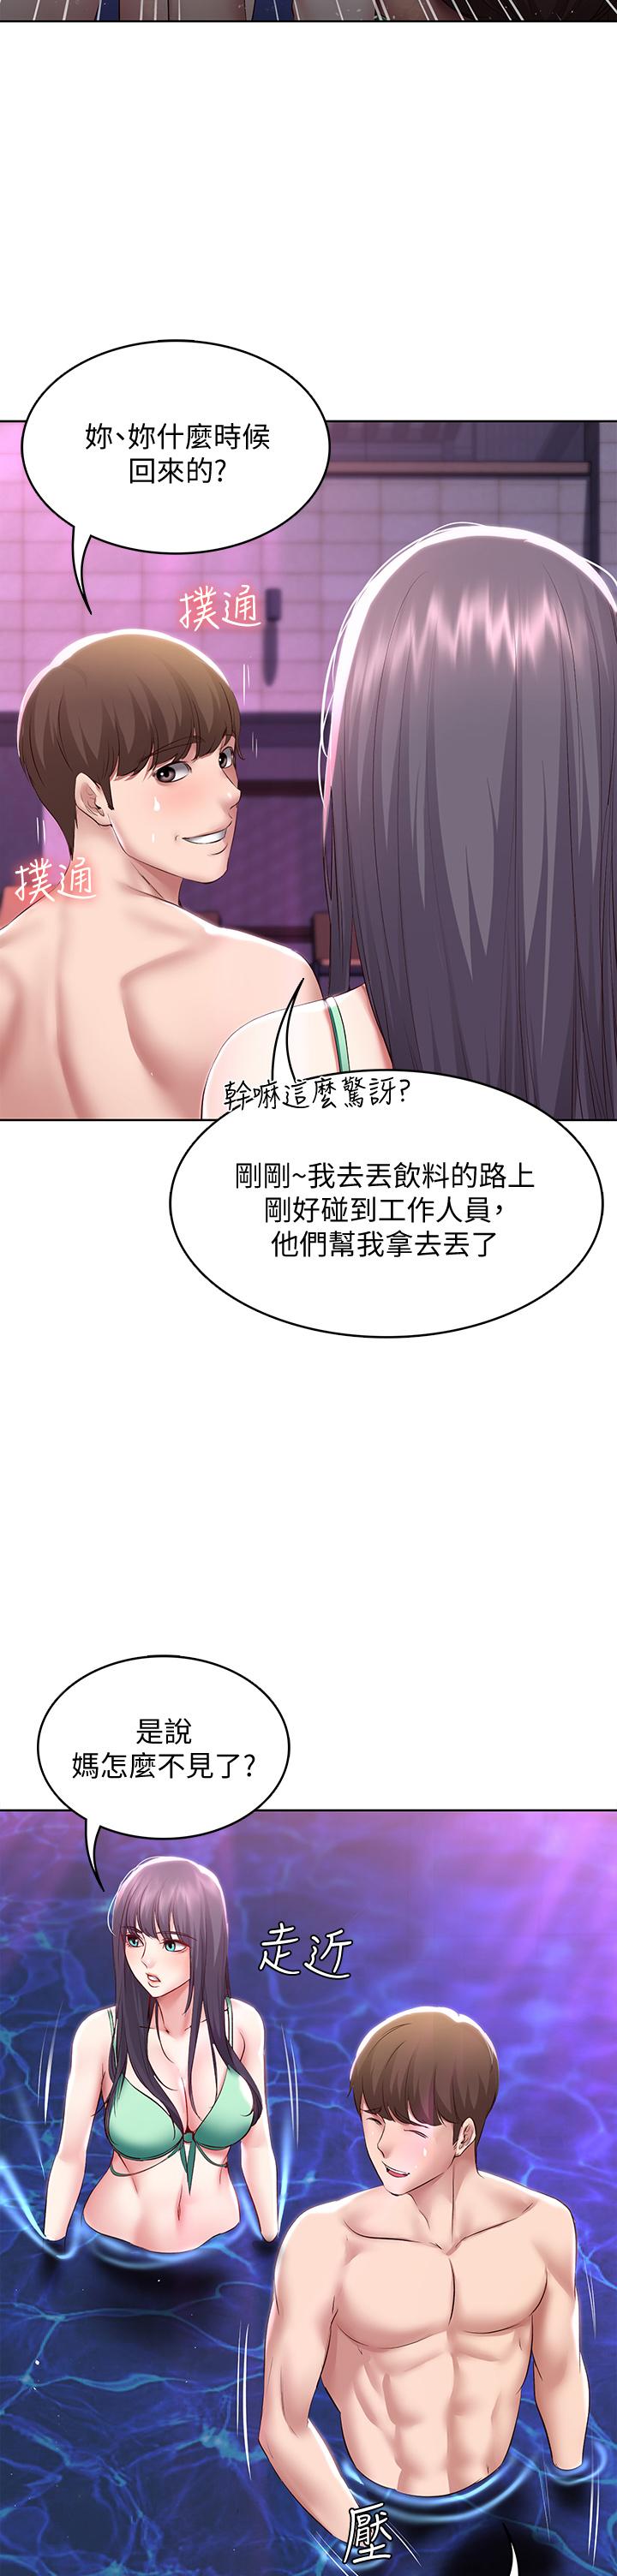 妳、妳什麼時候
回來的?
撲通
撲通
幹嘛這麼驚訝?
剛剛~我去丟飲料的路上
剛好碰到工作人員，
他們幫我拿去丟了
是說
媽怎麼不見了?
走近
壓